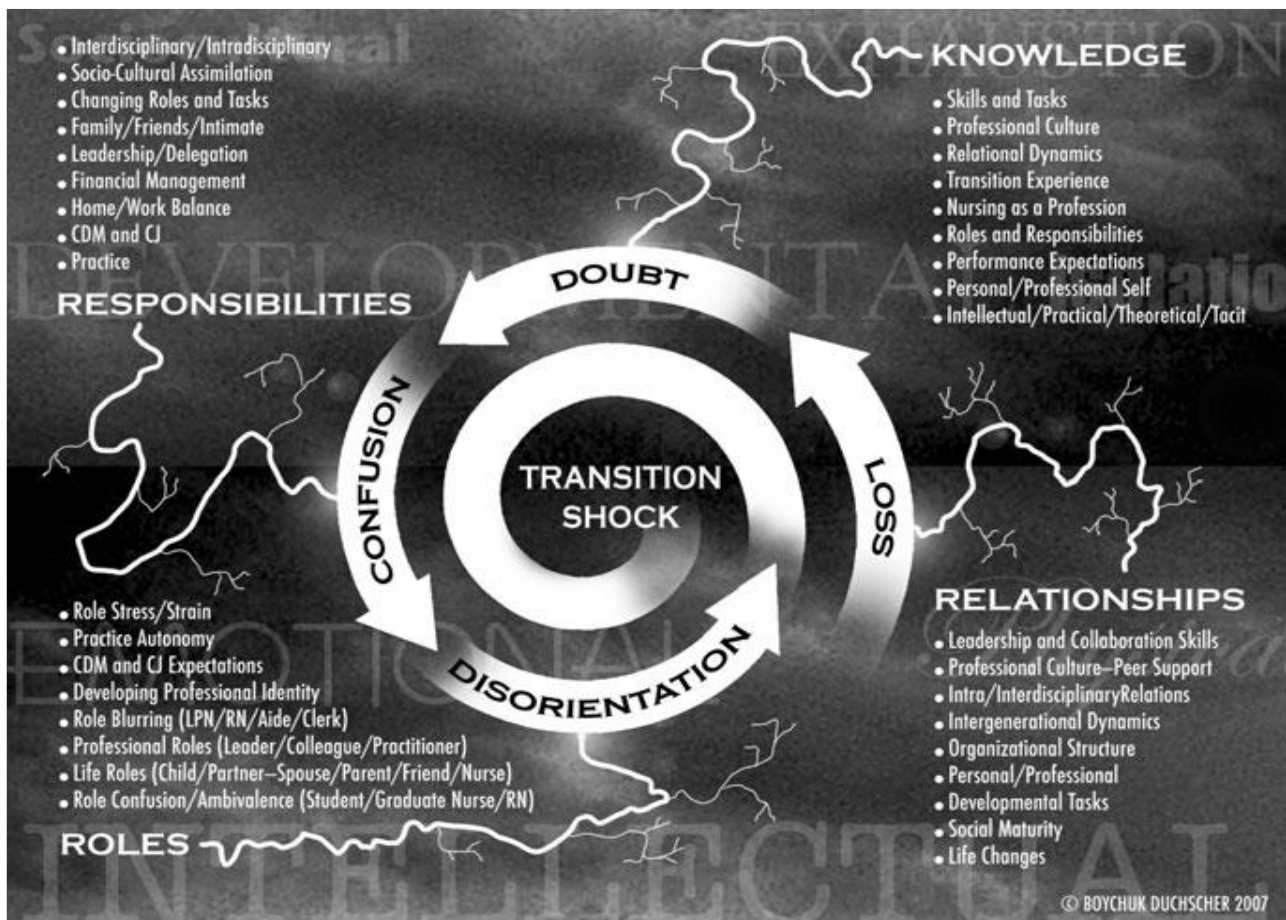 • Interdisciplinary/Intradisciplinary
• Socio-Cultural Assimilation
• Changing Roles and Tasks
• Family/Friends/Intimate
• Leadership/Delegation
• Financial Management
• Home/Work Balance
• CDM and CJ
• Practice
RESPONSIBILITIES
EXHAUSTION
KNOWLEDGE
• Skills and Tasks
• Professional Culture
• Relational Dynamics
• Transition Experience
• Nursing as a Profession
• Roles and Responsibilities
• Performance Expectations
• Personal/Professional Self
• Intellectual/Practical/Theoretical/Tacit
DOUBT
CONFUSION
TRANSITION
SHOCK
LOSS
DISORIENTATION
• Role Stress/Strain
• Practice Autonomy
• CDM and CJ Expectations
• Developing Professional Identity
• Role Blurring (LPN/RN/Aide/Clerk)
• Professional Roles (Leader/Colleague/Practitioner)
• Life Roles (Child/Partner–Spouse/Parent/Friend/Nurse)
• Role Confusion/Ambivalence (Student/Graduate Nurse/RN)
ROLES
EMOTIONAL
RELATIONSHIPS
• Leadership and Collaboration Skills
• Professional Culture–Peer Support
• Intra/InterdisciplinaryRelations
• Intergenerational Dynamics
• Organizational Structure
• Personal/Professional
• Developmental Tasks
• Social Maturity
• Life Changes
INTELLECTUAL
© BOYCHUK DUCHSCHER 2007